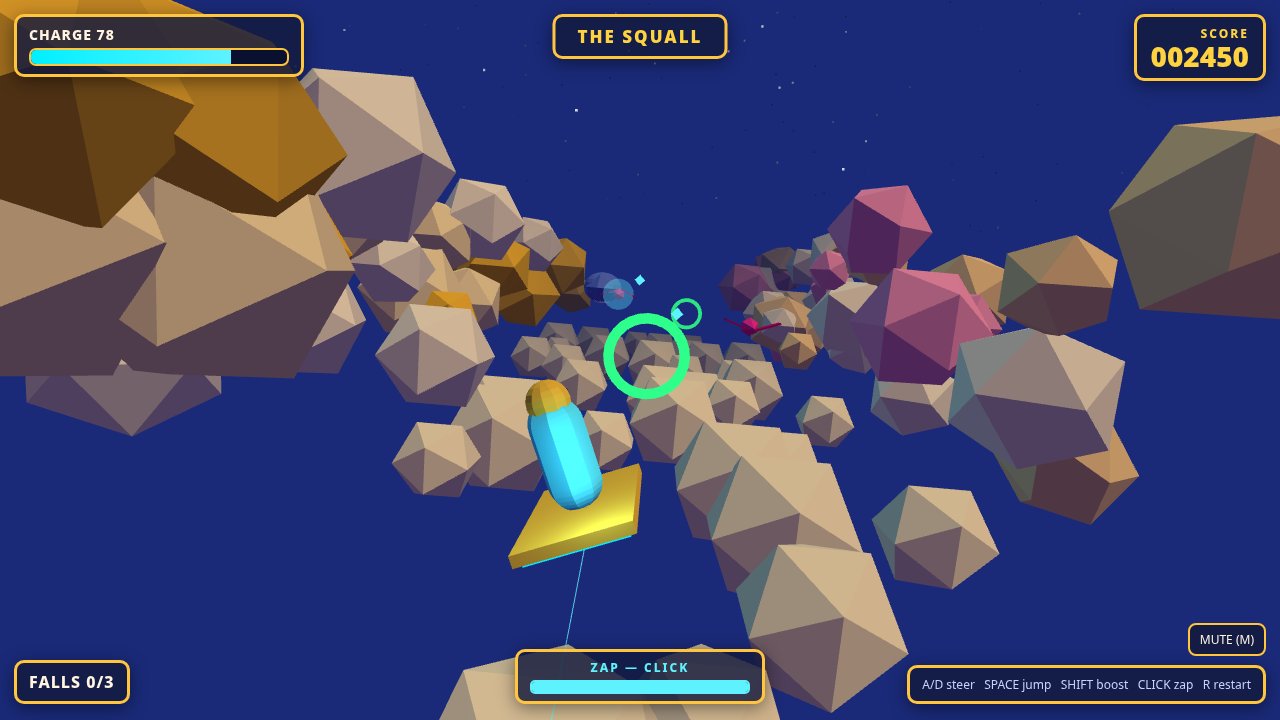 CHARGE 78
THE SQUALL
SCORE
002450
FALLS 0/3
ZAP — CLICK
MUTE (M)
A/D steer SPACE jump SHIFT boost CLICK zap R restart